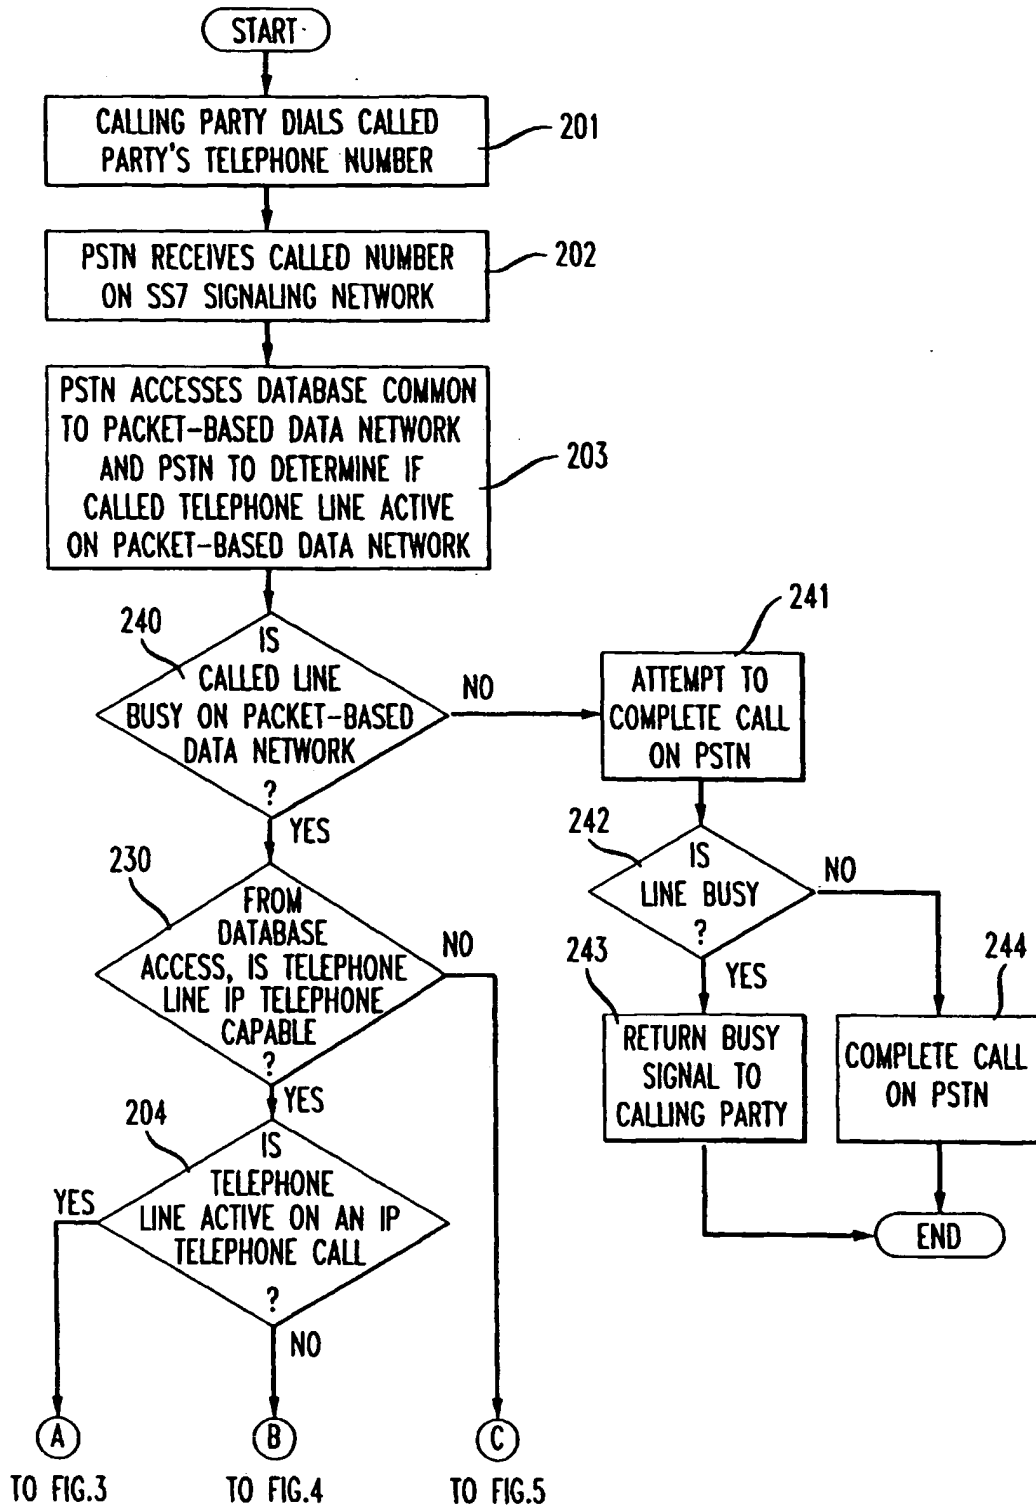 START
CALLING PARTY DIALS CALLED
PARTY'S TELEPHONE NUMBER
201
PSTN RECEIVES CALLED NUMBER
ON SS7 SIGNALING NETWORK
202
PSTN ACCESSES DATABASE COMMON
TO PACKET-BASED DATA NETWORK
AND PSTN TO DETERMINE IF
CALLED TELEPHONE LINE ACTIVE
ON PACKET-BASED DATA NETWORK
203
240
IS
CALLED LINE
BUSY ON PACKET-BASED
DATA NETWORK
?
NO
YES
241
ATTEMPT TO
COMPLETE CALL
ON PSTN
242
IS
LINE BUSY
?
NO
YES
230
FROM
DATABASE
ACCESS, IS TELEPHONE
LINE IP TELEPHONE
CAPABLE
?
NO
YES
243
RETURN BUSY
SIGNAL TO
CALLING PARTY
244
COMPLETE CALL
ON PSTN
END
204
IS
TELEPHONE
LINE ACTIVE ON AN IP
TELEPHONE CALL
?
YES
NO
A
TO FIG.3
B
TO FIG.4
C
TO FIG.5